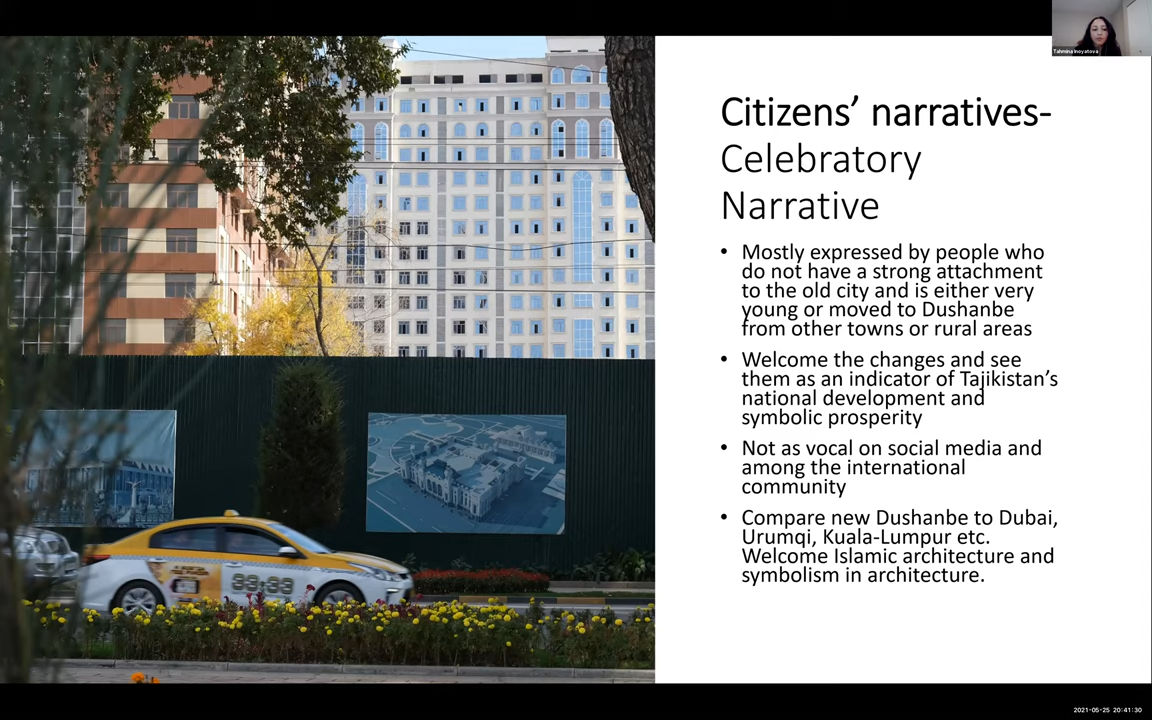 Tahmina Inoyatova
Citizens’ narratives-
Celebratory
Narrative
• Mostly expressed by people who
do not have a strong attachment
to the old city and is either very
young or moved to Dushanbe
from other towns or rural areas
• Welcome the changes and see
them as an indicator of Tajikistan’s
national development and
symbolic prosperity
• Not as vocal on social media and
among the international
community
• Compare new Dushanbe to Dubai,
Urumqi, Kuala-Lumpur etc.
Welcome Islamic architecture and
symbolism in architecture.
33-33
2021-05-25 20:41:30